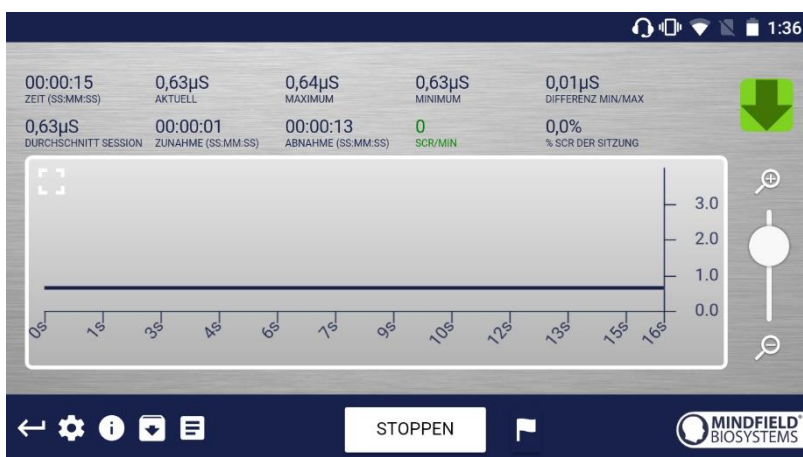 1:36
00:00:15 0,63µS 0,64µS 0,63µS 0,01µS
ZEIT (SS:MM:SS) AKTUELL MAXIMUM MINIMUM DIFFERENZ MIN/MAX
0,63µS 00:00:01 00:00:13 0 0,0%
DURCHSCHNITT SESSION ZUNAHME (SS:MM:SS) ABNAHME (SS:MM:SS) SCR/MIN % SCR DER SITZUNG
3.0
2.0
1.0
0.0
0s 1s 3s 4s 6s 7s 9s 10s 12s 13s 15s 16s
STOPPEN
MINDFIELD
BIOSYSTEMS